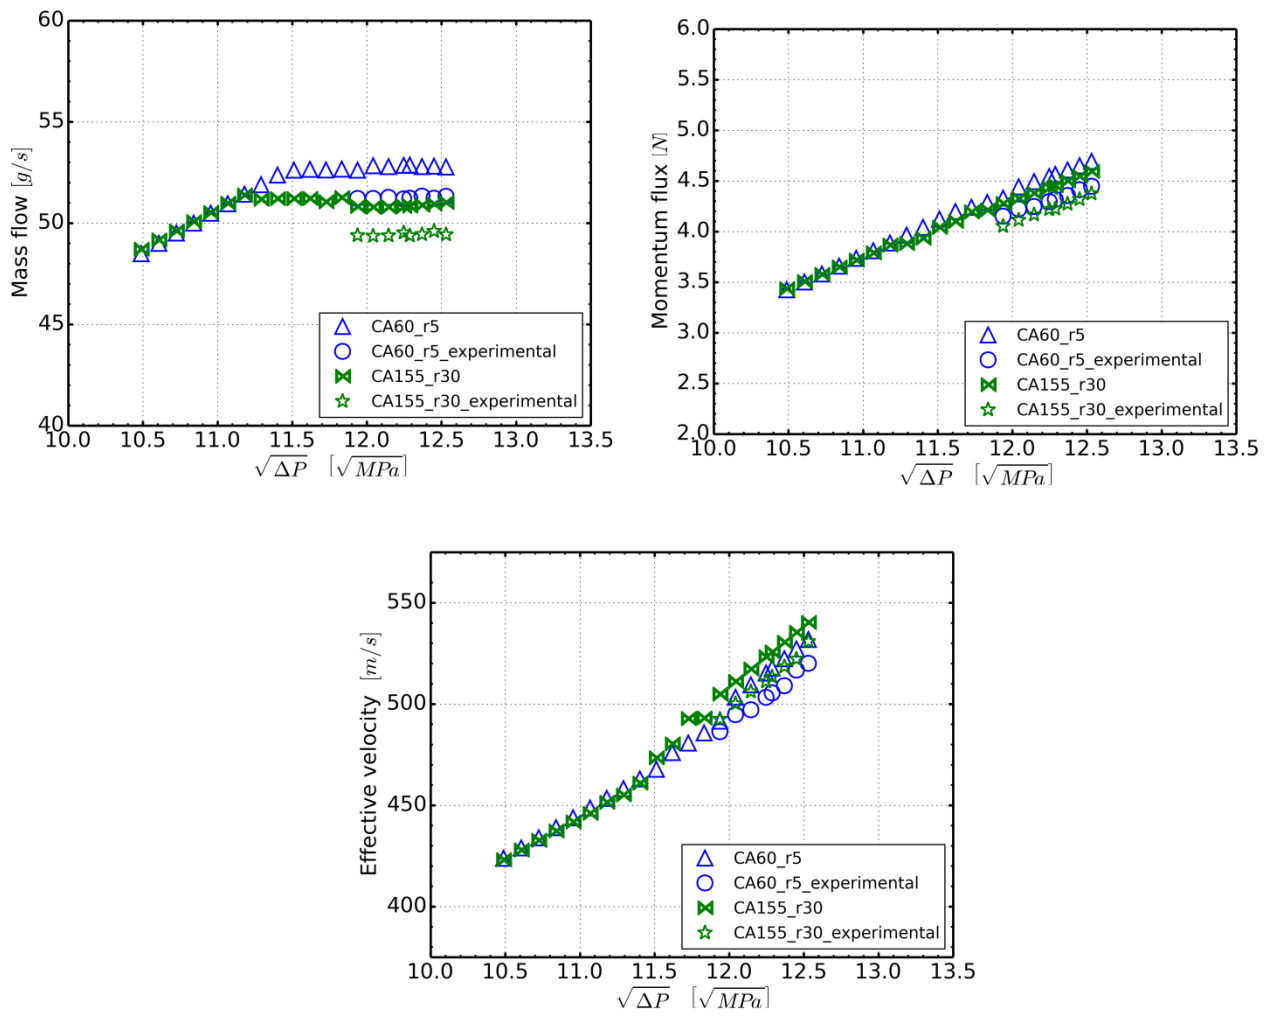 60
55
50
45
40
Mass flow [g/s]
10.0 10.5 11.0 11.5 12.0 12.5 13.0 13.5
√ΔP [√MPa]
CA60_r5
CA60_r5_experimental
CA155_r30
CA155_r30_experimental
6.0
5.5
5.0
4.5
4.0
3.5
3.0
2.5
2.0
Momentum flux [N]
10.0 10.5 11.0 11.5 12.0 12.5 13.0 13.5
√ΔP [√MPa]
CA60_r5
CA60_r5_experimental
CA155_r30
CA155_r30_experimental
550
500
450
400
Effective velocity [m/s]
10.0 10.5 11.0 11.5 12.0 12.5 13.0 13.5
√ΔP [√MPa]
CA60_r5
CA60_r5_experimental
CA155_r30
CA155_r30_experimental